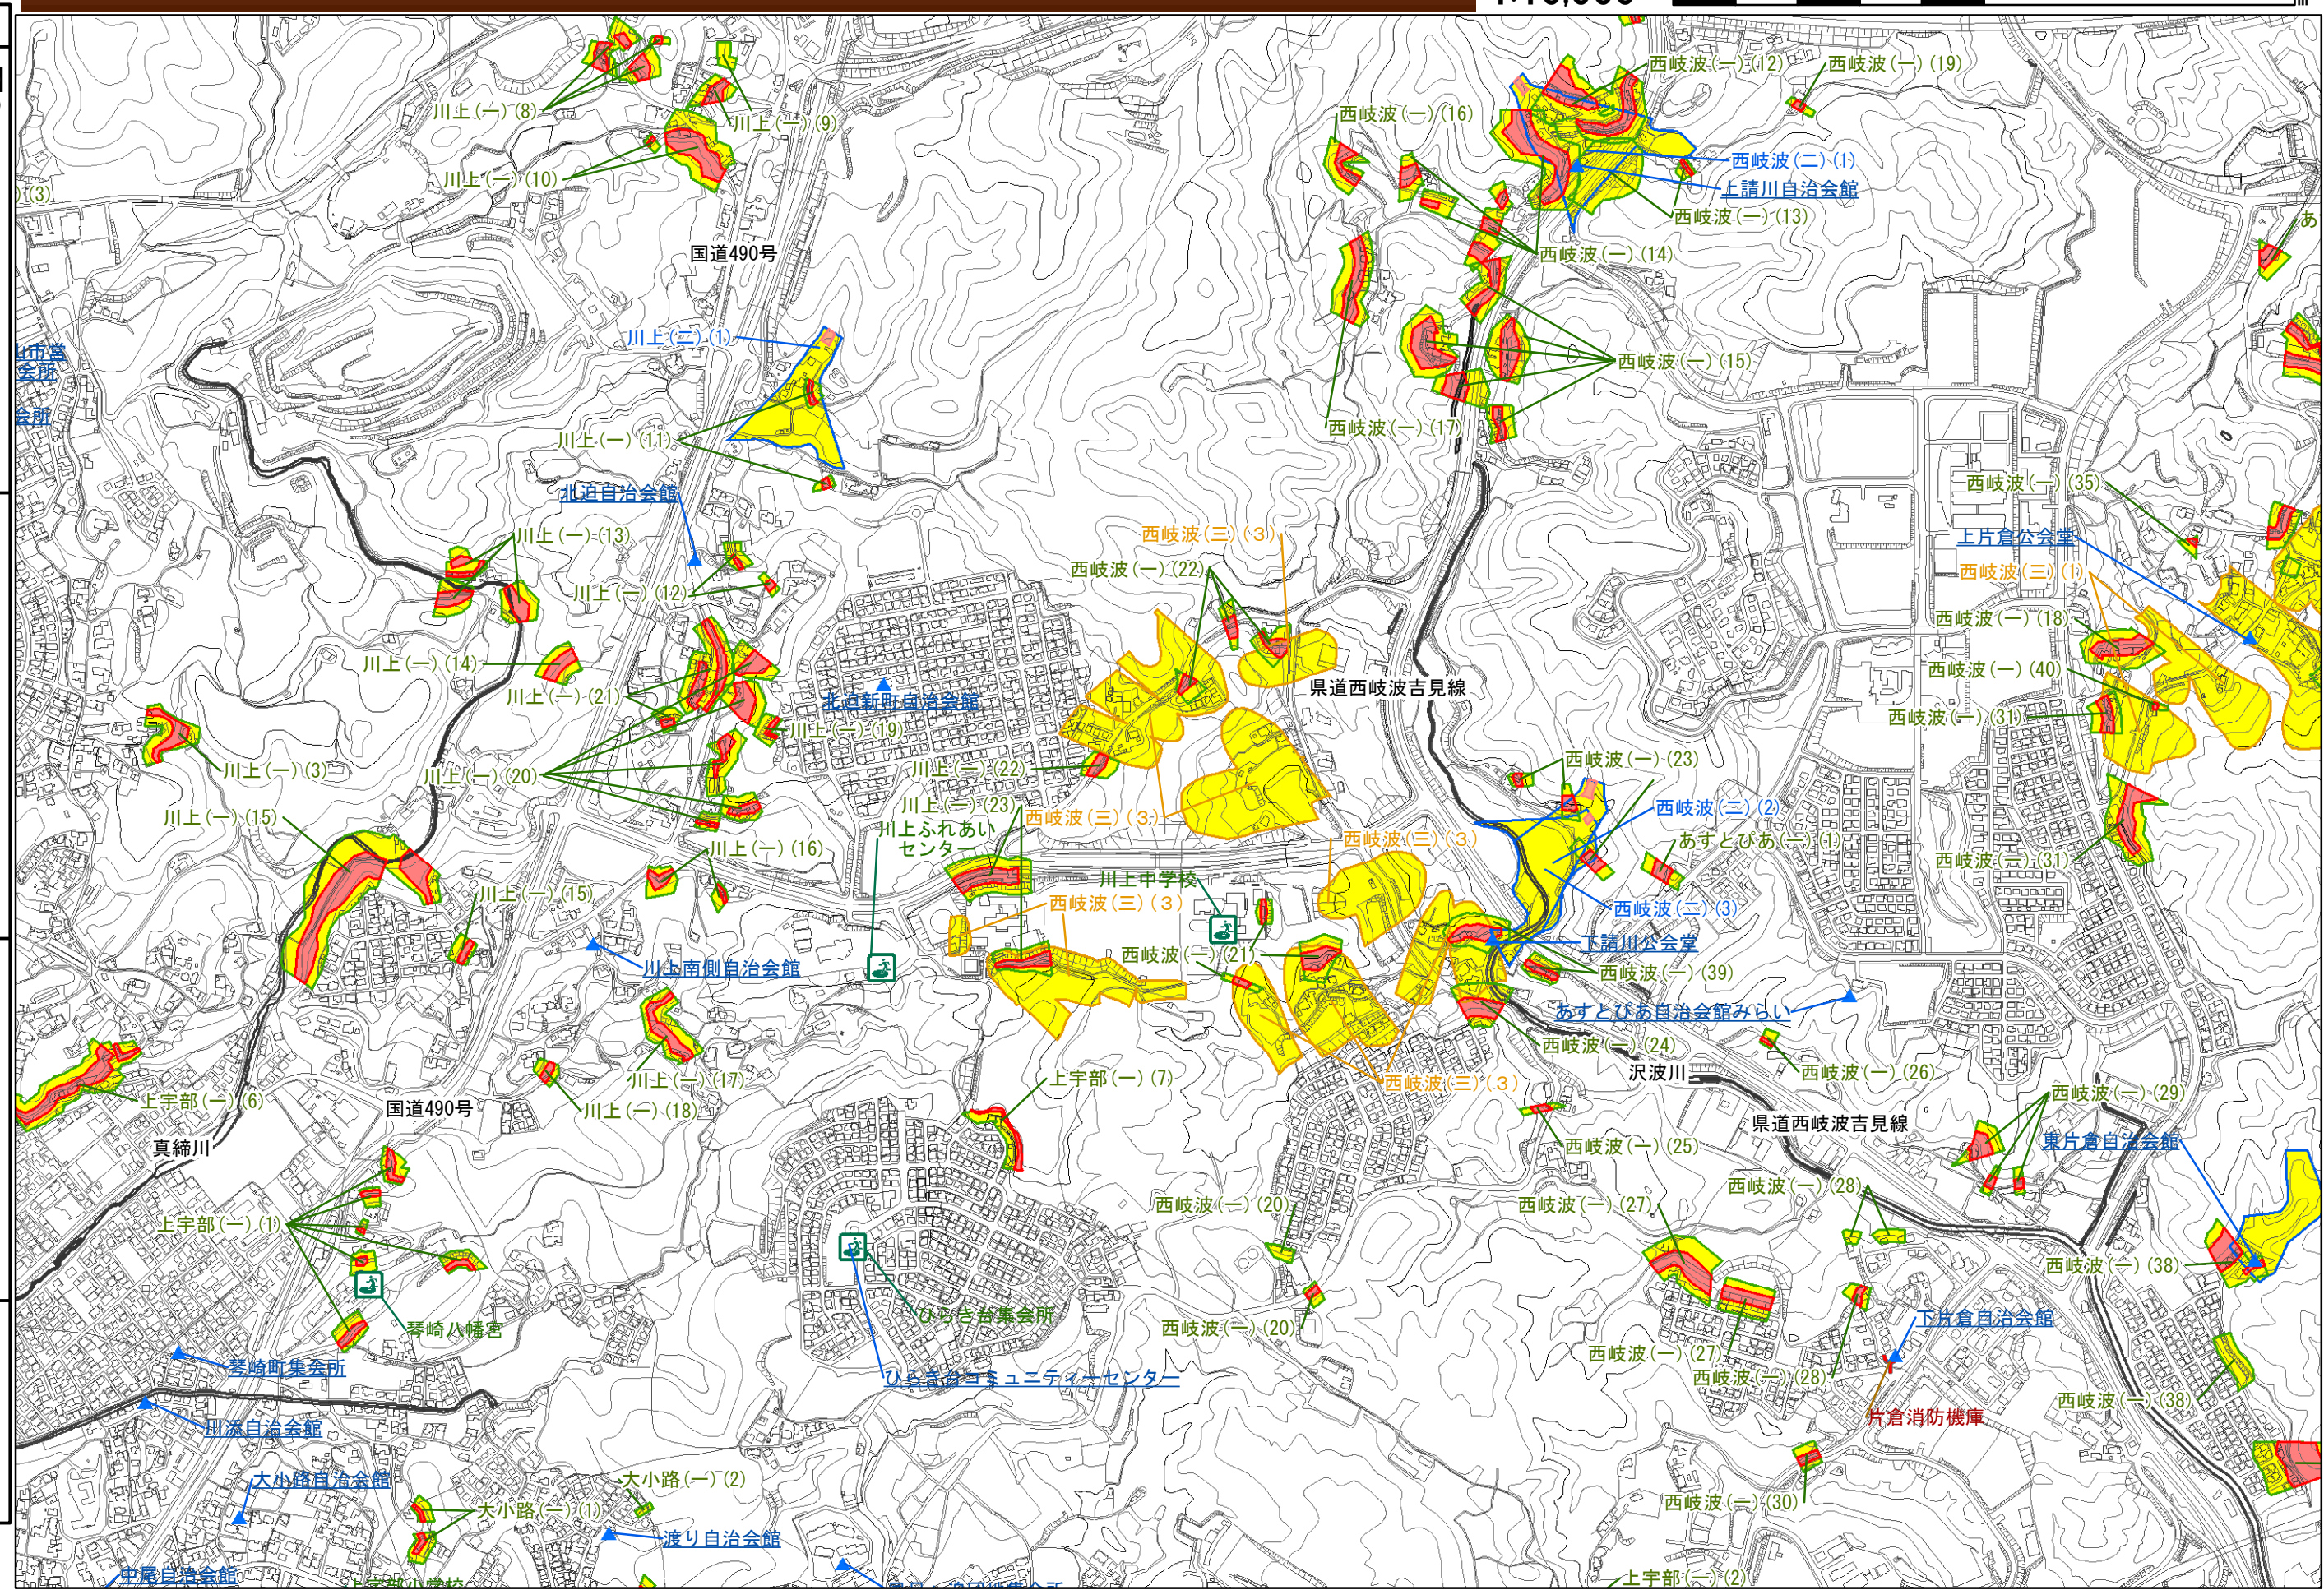 川上(一)(8)
川上(一)(9)
川上(一)(10)
(3)
西岐波(一)(12)
西岐波(一)(19)
西岐波(一)(16)
西岐波(二)(1)
上請川自治会館
西岐波(一)(13)
西岐波(一)(14)
国道490号
あ
川上(二)(1)
西岐波(一)(15)
西岐波(一)(17)
川上(一)(11)
市営
会所
会所
北迫自治会館
川上(一)(13)
川上(一)(12)
川上(一)(14)
川上(一)(21)
西岐波(三)(3)
西岐波(一)(22)
西岐波(一)(35)
上片倉公会堂
西岐波(三)(1)
西岐波(一)(18)
西岐波(一)(40)
西岐波(一)(31)
県道西岐波吉見線
北迫新町自治会館
川上(一)(19)
川上(一)(3)
川上(一)(20)
川上(一)(22)
川上(一)(23)
西岐波(三)(3)
川上ふれあい
センター
西岐波(一)(23)
西岐波(二)(2)
あすとぴあ(一)(1)
西岐波(三)(3)
西岐波(一)(31)
川上(一)(15)
川上(一)(16)
川上(一)(15)
川上中学校
西岐波(三)(3)
西岐波(二)(3)
下請川公会堂
西岐波(一)(21)
西岐波(一)(39)
川上南側自治会館
あすとぴあ自治会館みらい
西岐波(一)(24)
沢波川
西岐波(一)(26)
西岐波(三)(3)
川上(一)(17)
上宇部(一)(7)
上宇部(一)(6)
国道490号
川上(一)(18)
真締川
西岐波(一)(29)
県道西岐波吉見線
東片倉自治会館
西岐波(一)(25)
西岐波(一)(28)
西岐波(一)(20)
西岐波(一)(27)
上宇部(一)(1)
西岐波(一)(38)
琴崎八幡宮
ひらき台集会所
西岐波(一)(20)
下片倉自治会館
西岐波(一)(27)
西岐波(一)(28)
琴崎町集会所
ひらき台コミュニティーセンター
西岐波(一)(38)
片倉消防機庫
川添自治会館
大小路自治会館
大小路(一)(2)
大小路(一)(1)
西岐波(一)(30)
渡り自治会館
中尾自治会館
上宇部小学校
上宇部(一)(2)